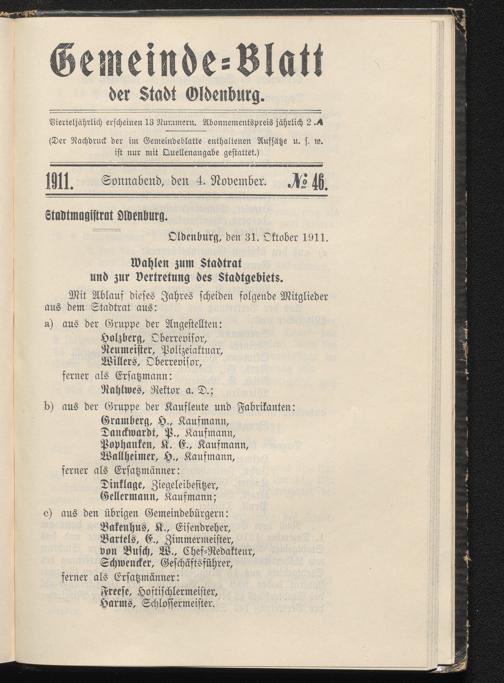 Gemeinde=Blatt
der Stadt Oldenburg.
Vierteljährlich erscheinen 13 Nummern. Abonnementspreis jährlich 2 ℳ
(Der Nachdruck der im Gemeindeblatte enthaltenen Aufsätze u. s. w.
ist nur mit Quellenangabe gestattet.)
1911. Sonnabend, den 4. November. № 46.
Stadtmagistrat Oldenburg.
Oldenburg, den 31. Oktober 1911.
Wahlen zum Stadtrat
und zur Vertretung des Stadtgebiets.
Mit Ablauf dieses Jahres scheiden folgende Mitglieder
aus dem Stadtrat aus:
a) aus der Gruppe der Angestellten:
Holzberg, Oberrevisor,
Neumeister, Polizeiaktuar,
Willers, Oberrevisor,
ferner als Ersatzmann:
Nahlwes, Rektor a. D.;
b) aus der Gruppe der Kaufleute und Fabrikanten:
Gramberg, H., Kaufmann,
Danckwardt, P., Kaufmann,
Pophanken, K. E., Kaufmann,
Wallheimer, H., Kaufmann,
ferner als Ersatzmänner:
Dinklage, Ziegeleibesitzer,
Gellermann, Kaufmann;
c) aus den übrigen Gemeindebürgern:
Bakenhus, K., Eisendreher,
Bartels, E., Zimmermeister,
von Busch, W., Chef=Redakteur,
Schwencker, Geschäftsführer,
ferner als Ersatzmänner:
Freese, Hoftischlermeister,
Harms, Schlossermeister.